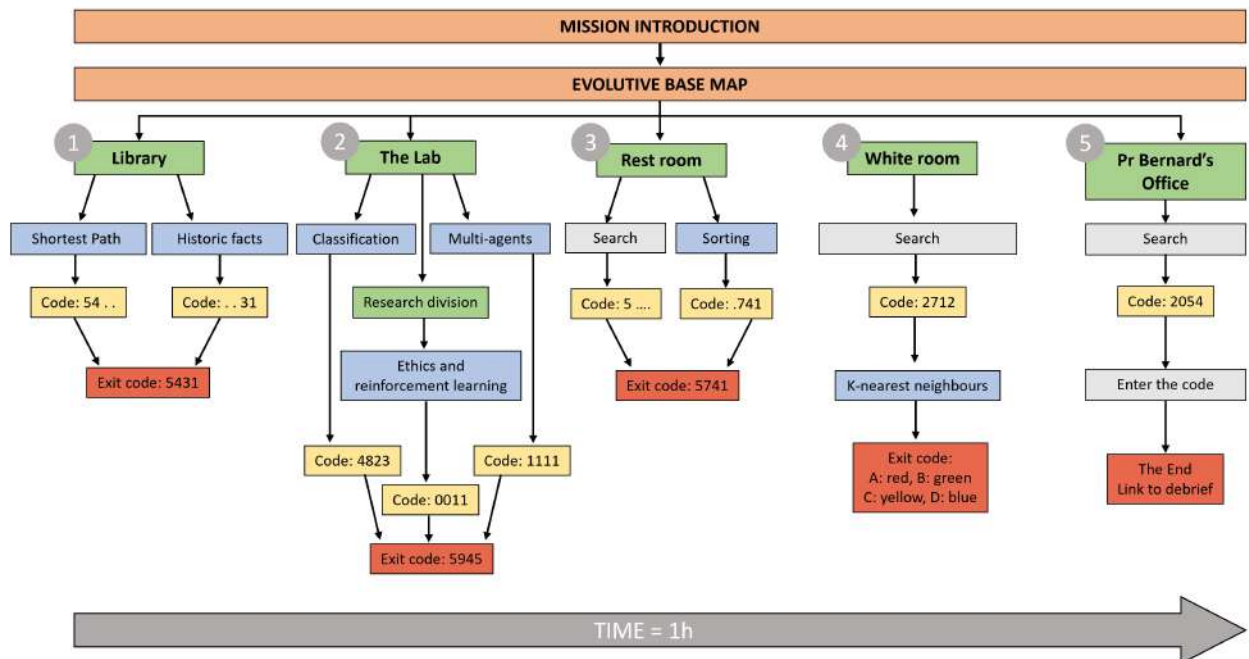 MISSION INTRODUCTION
EVOLUTIVE BASE MAP
1
Library
2
The Lab
3
Rest room
4
White room
5
Pr Bernard's
Office
Shortest Path
Historic facts
Classification
Multi-agents
Search
Sorting
Search
Search
Code: 54 . .
Code: . . 31
Research division
Code: 5 ....
Code: .741
Code: 2712
Code: 2054
Exit code: 5431
Ethics and
reinforcement learning
Exit code: 5741
K-nearest neighbours
Enter the code
Code: 4823
Code: 0011
Code: 1111
Exit code:
A: red, B: green
C: yellow, D: blue
The End
Link to debrief
Exit code: 5945
TIME = 1h